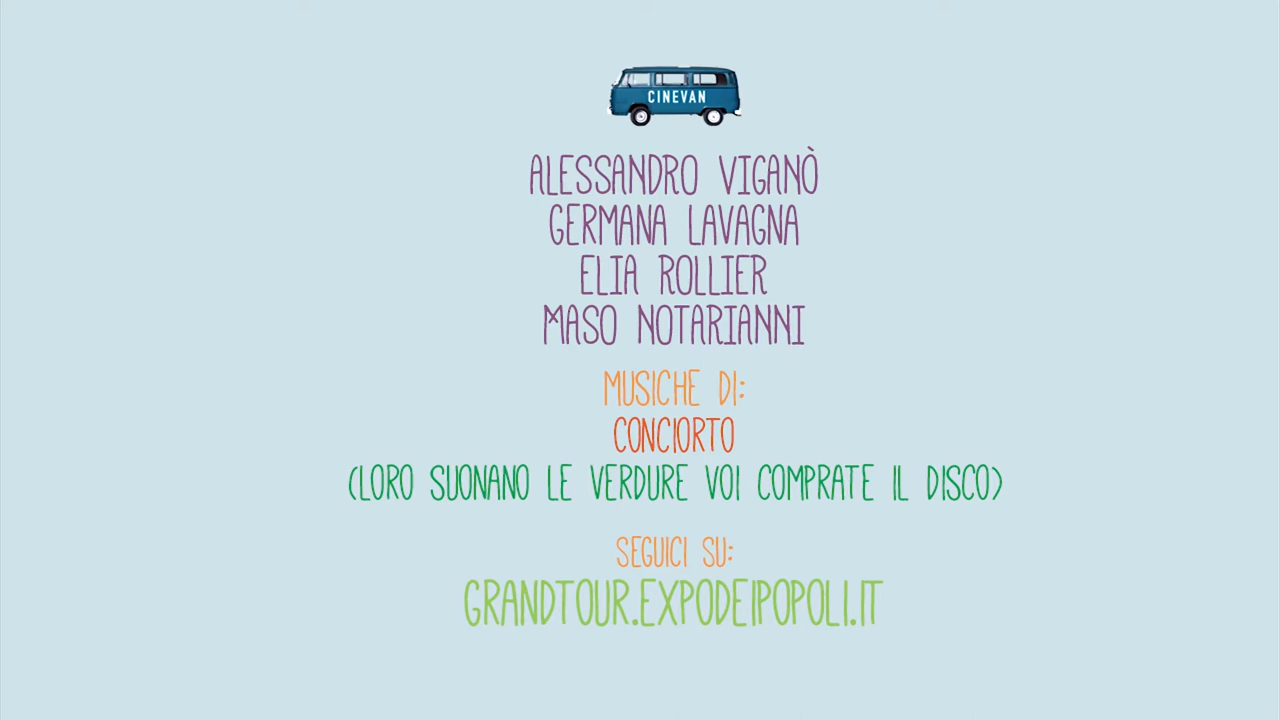 CINEVAN
ALESSANDRO VIGANÒ
GERMANA LAVAGNA
ELIA ROLLIER
MASO NOTARIANNI
MUSICHE DI:
CONCIORTO
(LORO SUONANO LE VERDURE VOI COMPRATE IL DISCO)
SEGUICI SU:
GRANDTOUR.EXPODEIPOPOLI.IT